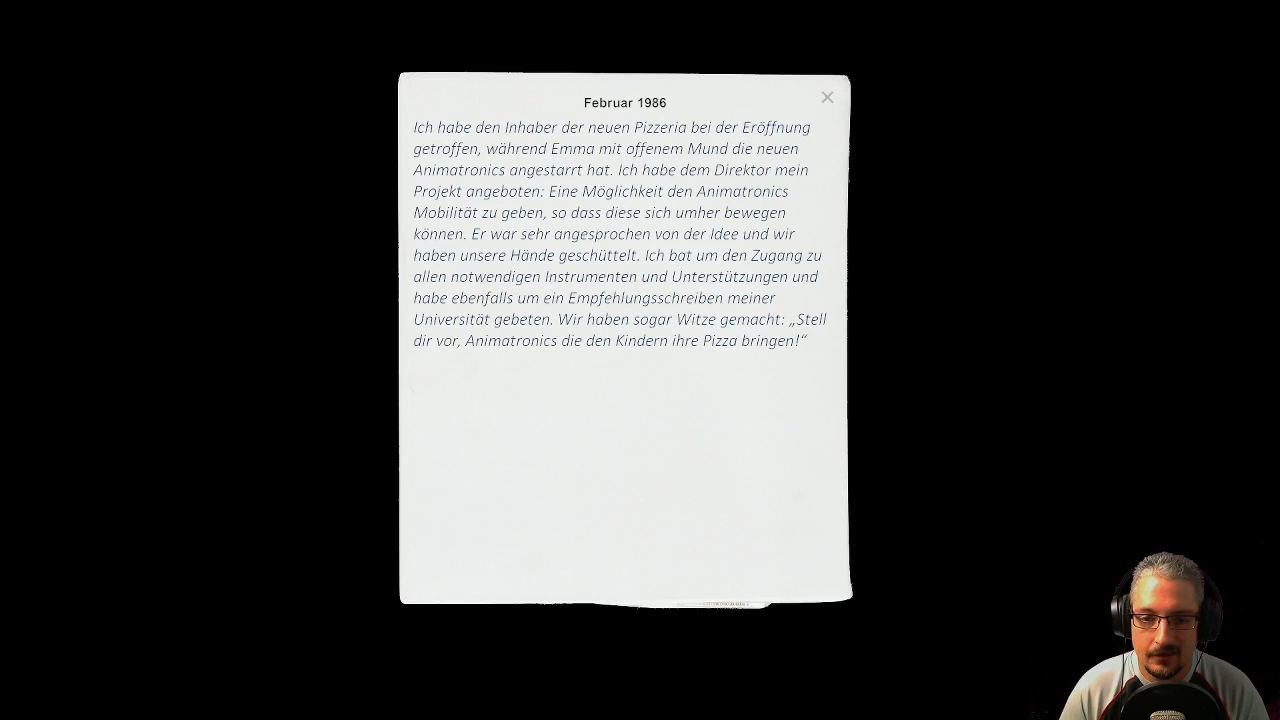 Februar 1986
Ich habe den Inhaber der neuen Pizzeria bei der Eröffnung
getroffen, während Emma mit offenem Mund die neuen
Animatronics angestarrt hat. Ich habe dem Direktor mein
Projekt angeboten: Eine Möglichkeit den Animatronics
Mobilität zu geben, so dass diese sich umher bewegen
können. Er war sehr angesprochen von der Idee und wir
haben unsere Hände geschüttelt. Ich bat um den Zugang zu
allen notwendigen Instrumenten und Unterstützungen und
habe ebenfalls um ein Empfehlungsschreiben meiner
Universität gebeten. Wir haben sogar Witze gemacht: „Stell
dir vor, Animatronics die den Kindern ihre Pizza bringen!“